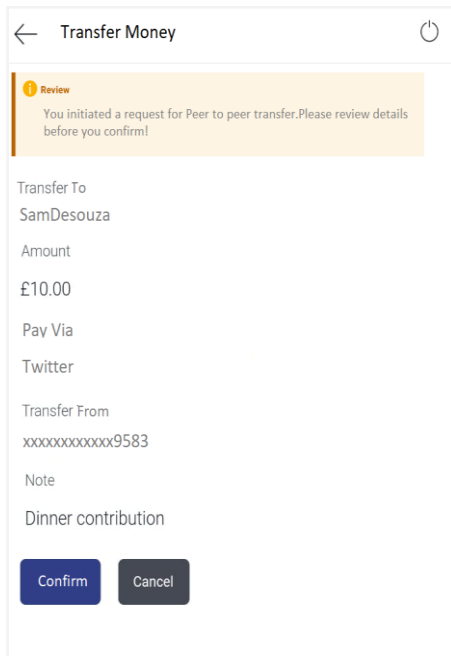 Transfer Money
Review
You initiated a request for Peer to peer transfer.Please review details
before you confirm!
Transfer To
SamDesouza
Amount
£10.00
Pay Via
Twitter
Transfer From
xxxxxxxxxxxx9583
Note
Dinner contribution
Confirm Cancel